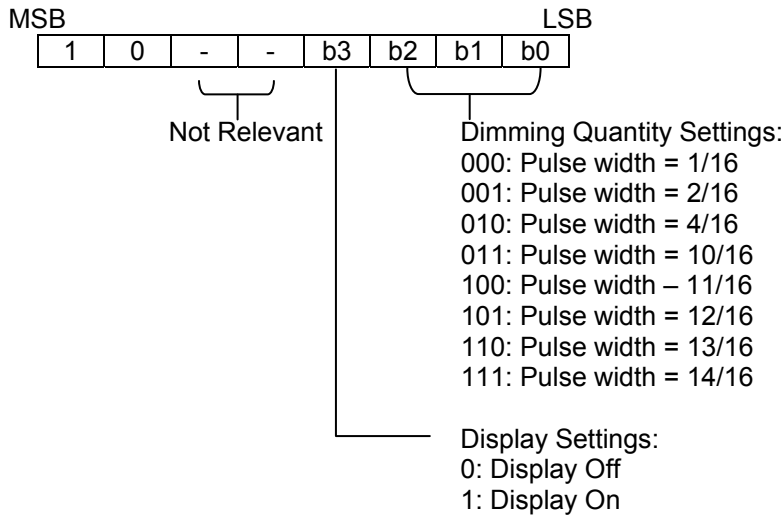 MSB LSB
1 0 - - b3 b2 b1 b0
Not Relevant
Dimming Quantity Settings:
000: Pulse width = 1/16
001: Pulse width = 2/16
010: Pulse width = 4/16
011: Pulse width = 10/16
100: Pulse width – 11/16
101: Pulse width = 12/16
110: Pulse width = 13/16
111: Pulse width = 14/16
Display Settings:
0: Display Off
1: Display On